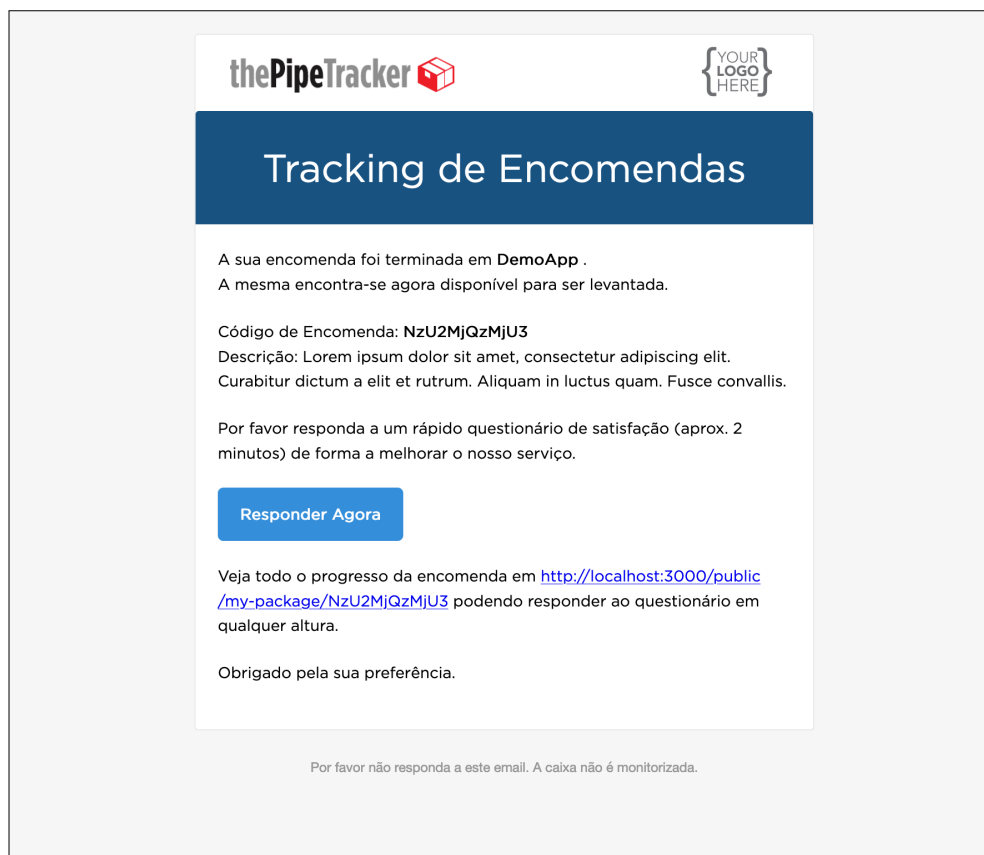 thePipeTracker
YOUR
LOGO
HERE
Tracking de Encomendas
A sua encomenda foi terminada em DemoApp .
A mesma encontra-se agora disponível para ser levantada.
Código de Encomenda: NzU2MjQzMjU3
Descrição: Lorem ipsum dolor sit amet, consectetur adipiscing elit.
Curabitur dictum a elit et rutrum. Aliquam in luctus quam. Fusce convallis.
Por favor responda a um rápido questionário de satisfação (aprox. 2
minutos) de forma a melhorar o nosso serviço.
Responder Agora
Veja todo o progresso da encomenda em http://localhost:3000/public
/my-package/NzU2MjQzMjU3 podendo responder ao questionário em
qualquer altura.
Obrigado pela sua preferência.
Por favor não responda a este email. A caixa não é monitorizada.